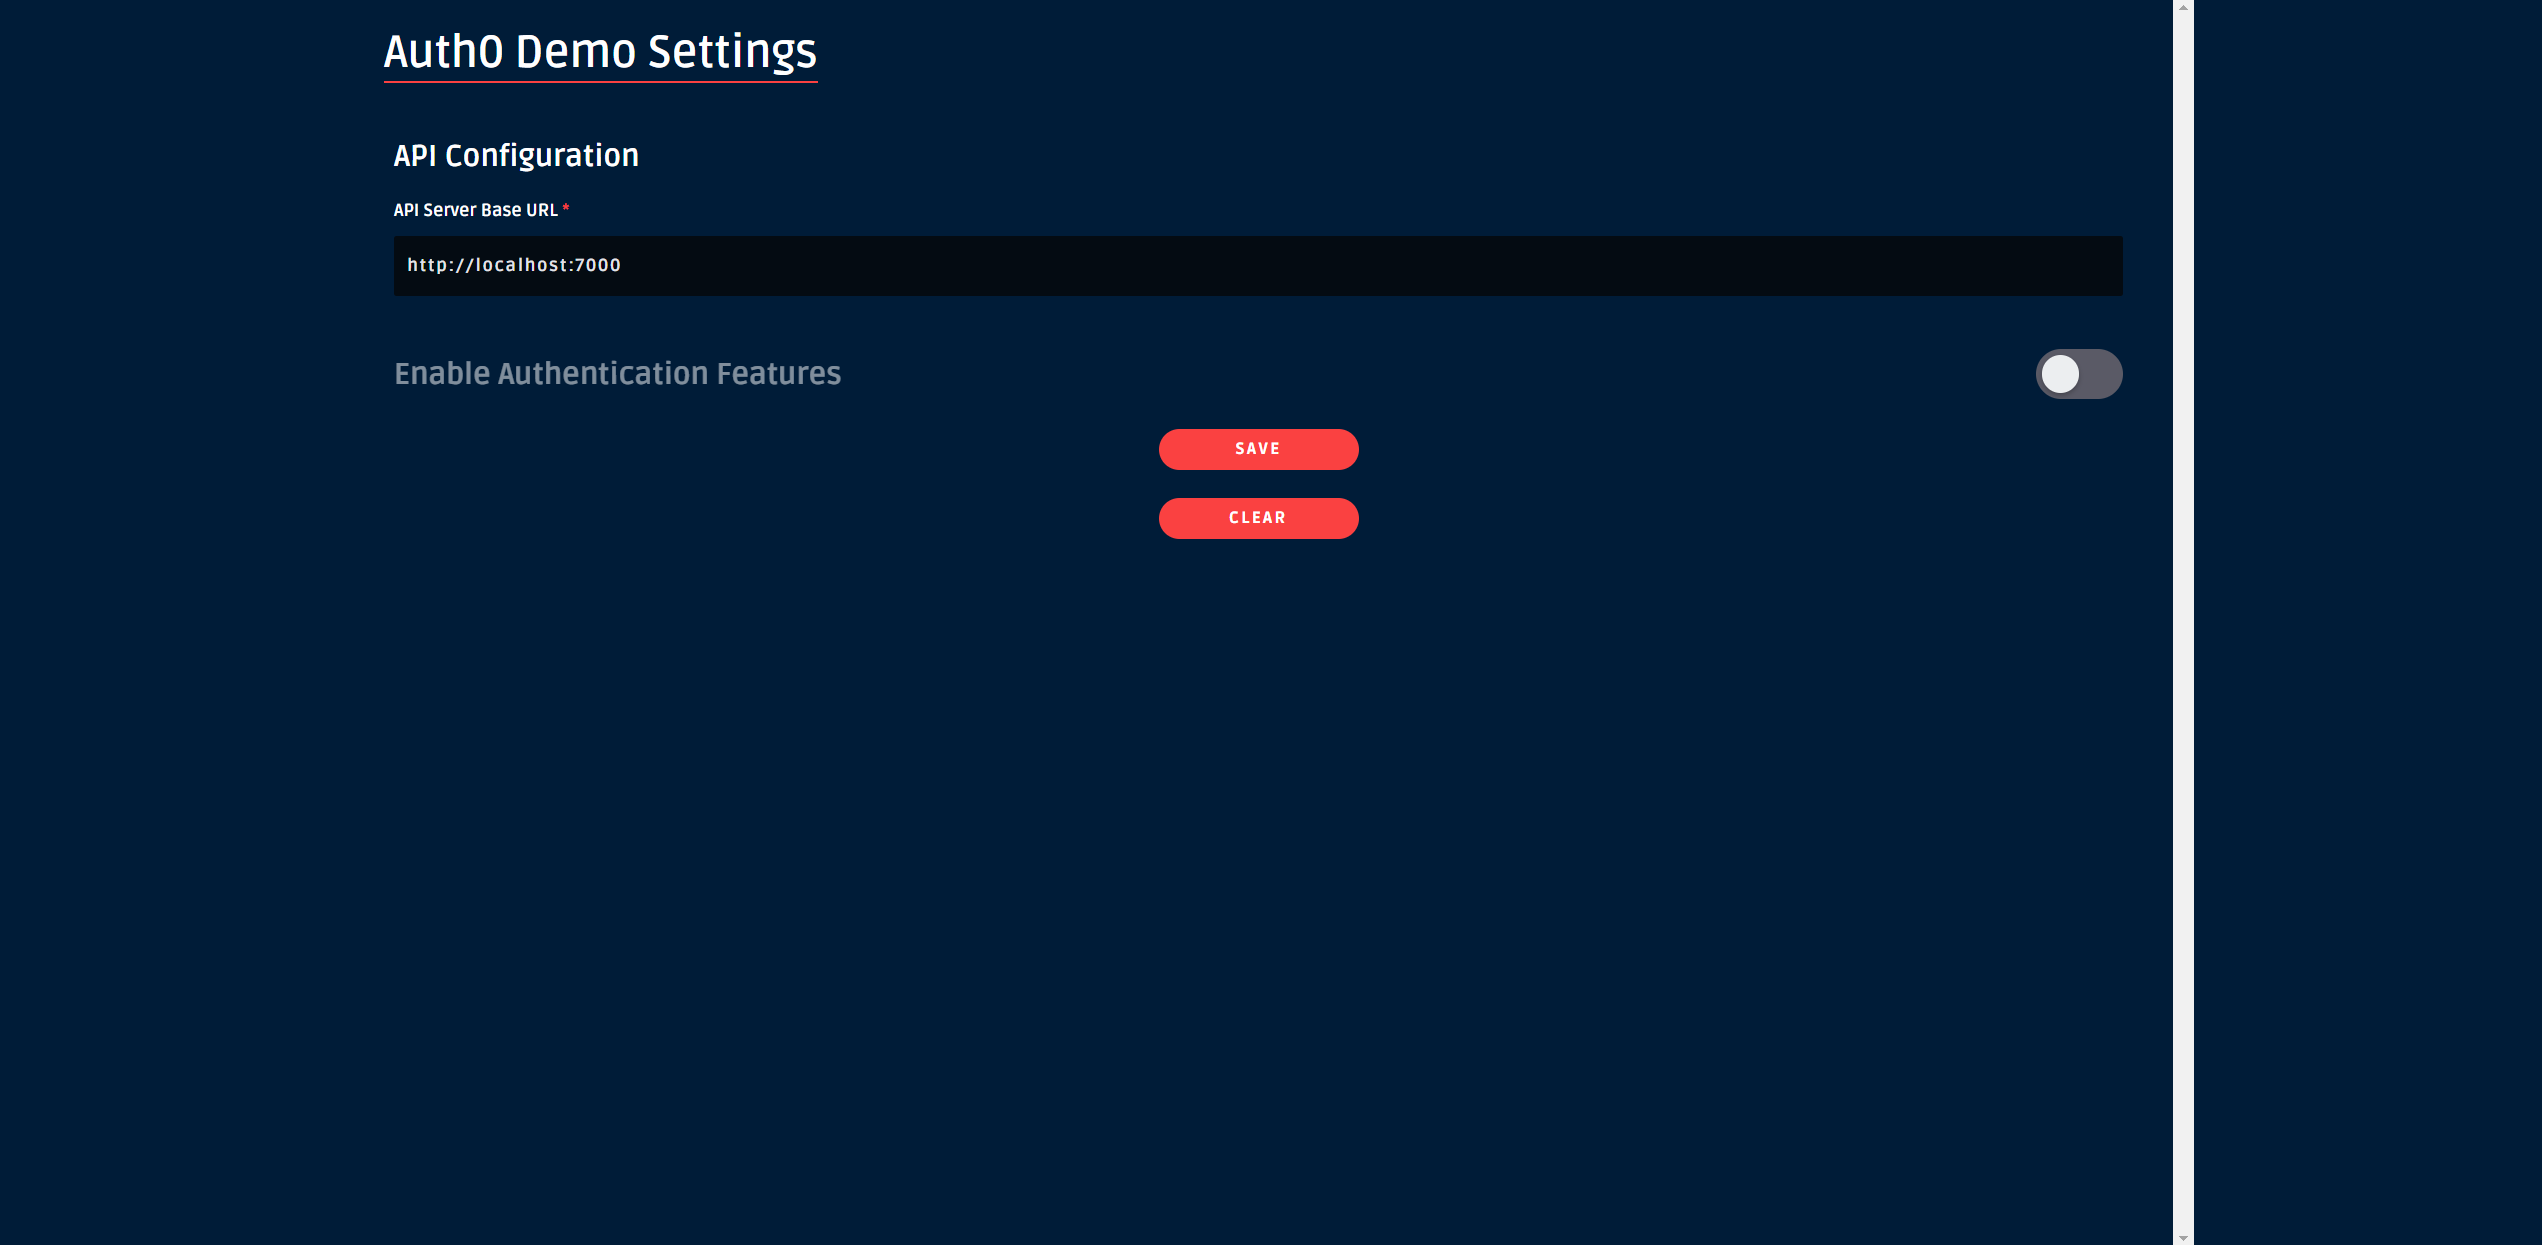 Auth0 Demo Settings
API Configuration
API Server Base URL *
http://localhost:7000
Enable Authentication Features
SAVE
CLEAR